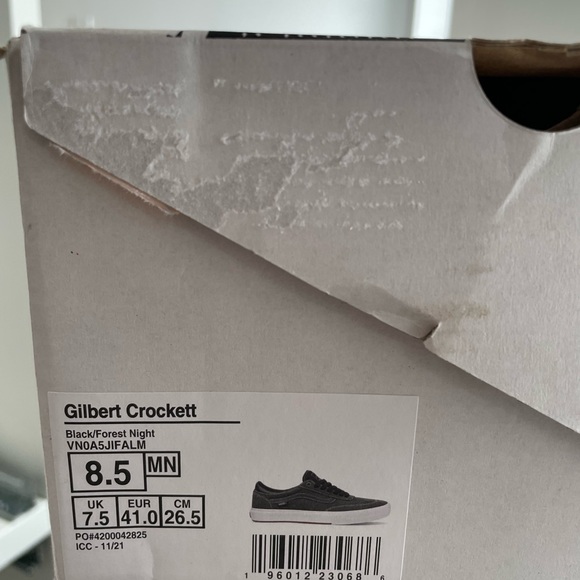 Gilbert Crockett
Black/Forest Night
VN0A5JIFALM
8.5 MN
UK EUR CM
7.5 41.0 26.5
PO#4200042825
ICC - 11/21
1 96012 23068 6